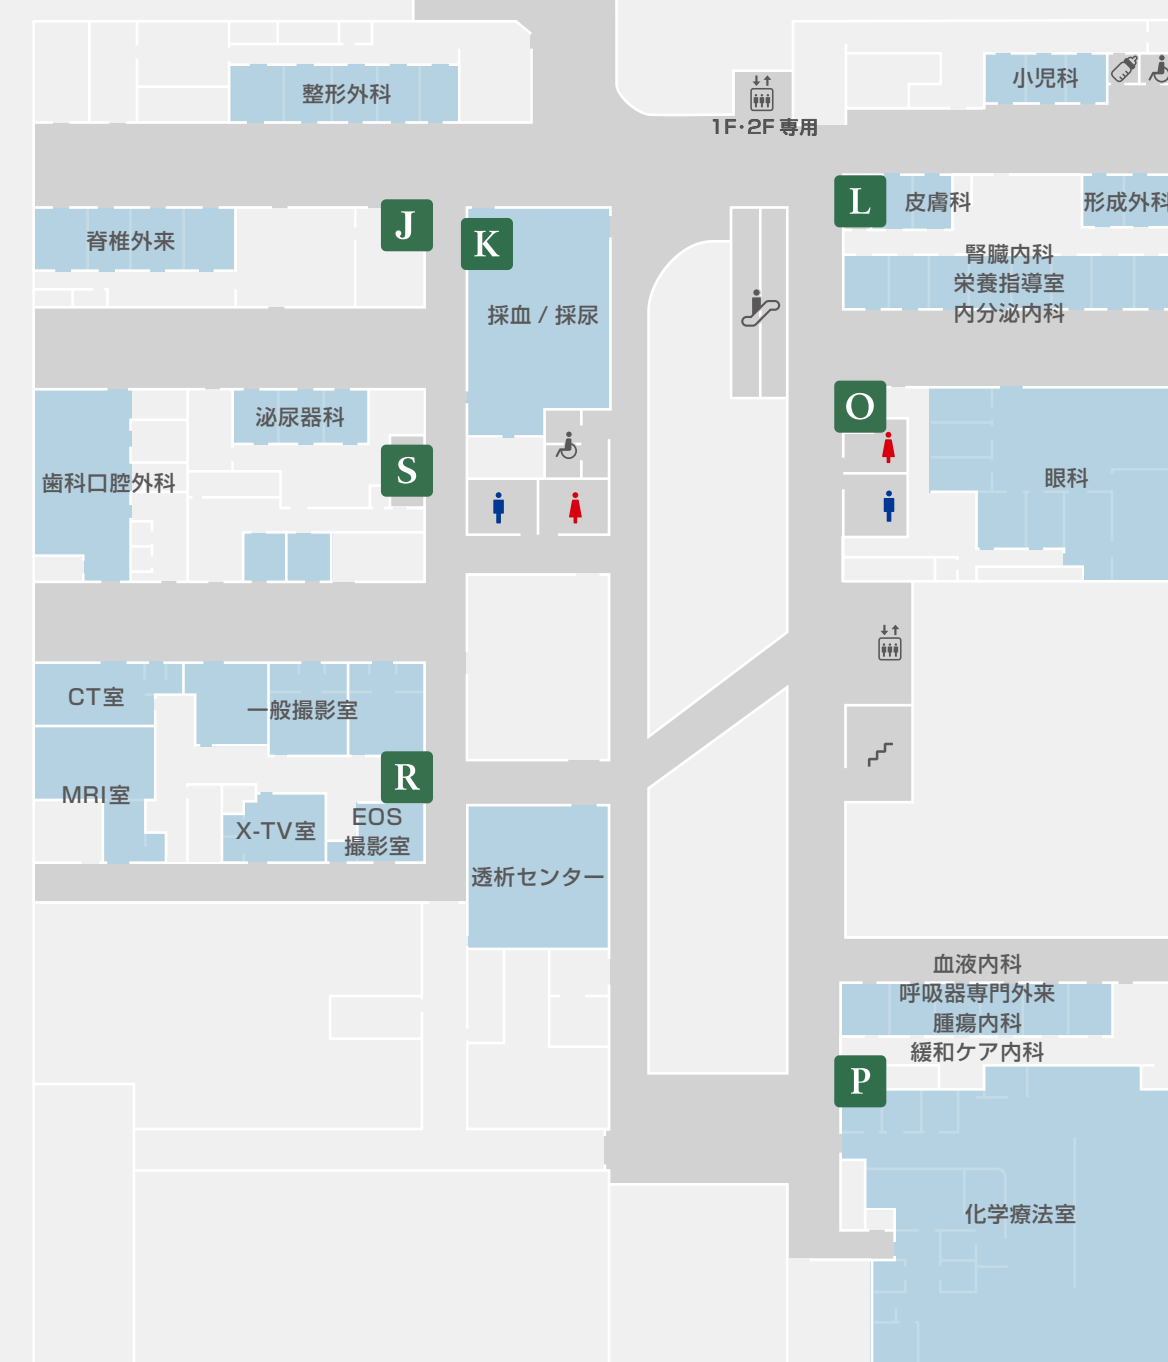 整形外科
小児科
1F・2F 専用
J
K
L
皮膚科
形成外科
脊椎外来
腎臓内科
栄養指導室
内分泌内科
採血 / 採尿
泌尿器科
O
S
歯科口腔外科
眼科
CT室
一般撮影室
R
MRI室
X-TV室
EOS
撮影室
透析センター
血液内科
呼吸器専門外来
腫瘍内科
緩和ケア内科
P
化学療法室